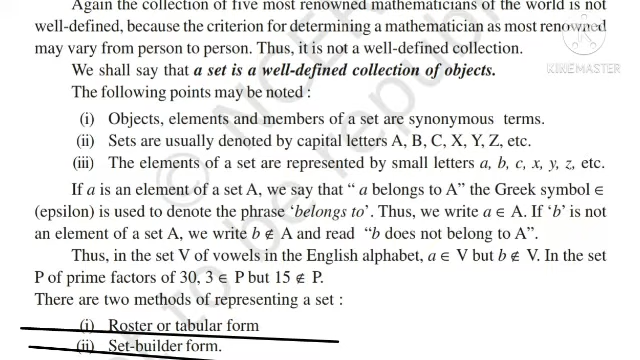 Again the collection of five most renowned mathematicians of the world is not
well-defined, because the criterion for determining a mathematician as most renowned
may vary from person to person. Thus, it is not a well-defined collection.
We shall say that a set is a well-defined collection of objects.
The following points may be noted :
(i) Objects, elements and members of a set are synonymous terms.
(ii) Sets are usually denoted by capital letters A, B, C, X, Y, Z, etc.
(iii) The elements of a set are represented by small letters a, b, c, x, y, z, etc.
If a is an element of a set A, we say that “ a belongs to A” the Greek symbol ∈
(epsilon) is used to denote the phrase ‘belongs to’. Thus, we write a ∈ A. If ‘b’ is not
an element of a set A, we write b ∉ A and read “b does not belong to A”.
Thus, in the set V of vowels in the English alphabet, a ∈ V but b ∉ V. In the set
P of prime factors of 30, 3 ∈ P but 15 ∉ P.
There are two methods of representing a set :
(i) Roster or tabular form
(ii) Set-builder form.
KINEMASTER
© NCERT
not to be republished